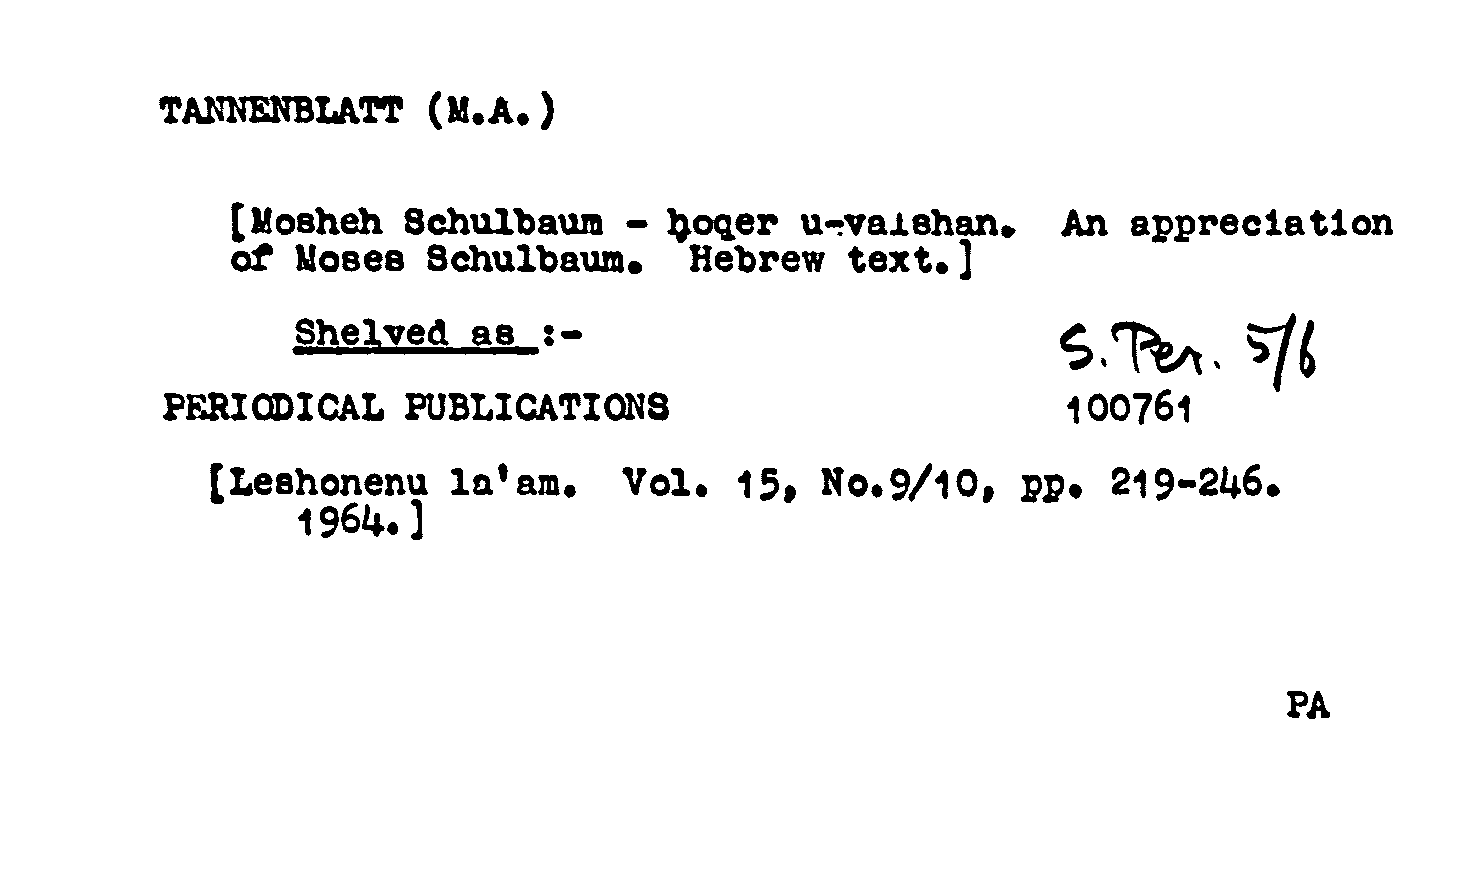 TANNENBLATT (M.A.)
[Mosheh Schulbaum - ḥoqer u-valshan. An appreciation
of Moses Schulbaum. Hebrew text.]
Shelved as :-
S. Per. 5/6
PERIODICAL PUBLICATIONS 100761
[Leshonenu la'am. Vol. 15, No.9/10, pp. 219-246.
1964.]
PA